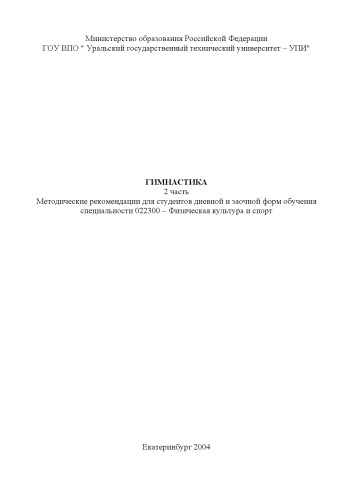 Министерство образования Российской Федерации
ГОУ ВПО " Уральский государственный технический университет – УПИ"
ГИМНАСТИКА
2 часть
Методические рекомендации для студентов дневной и заочной форм обучения
специальности 022300 – Физическая культура и спорт
Екатеринбург 2004